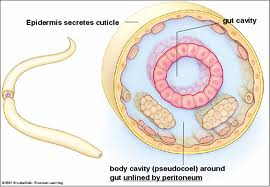 Epidermis secretes cuticle
gut cavity
body cavity (pseudocoel) around
gut unlined by peritoneum